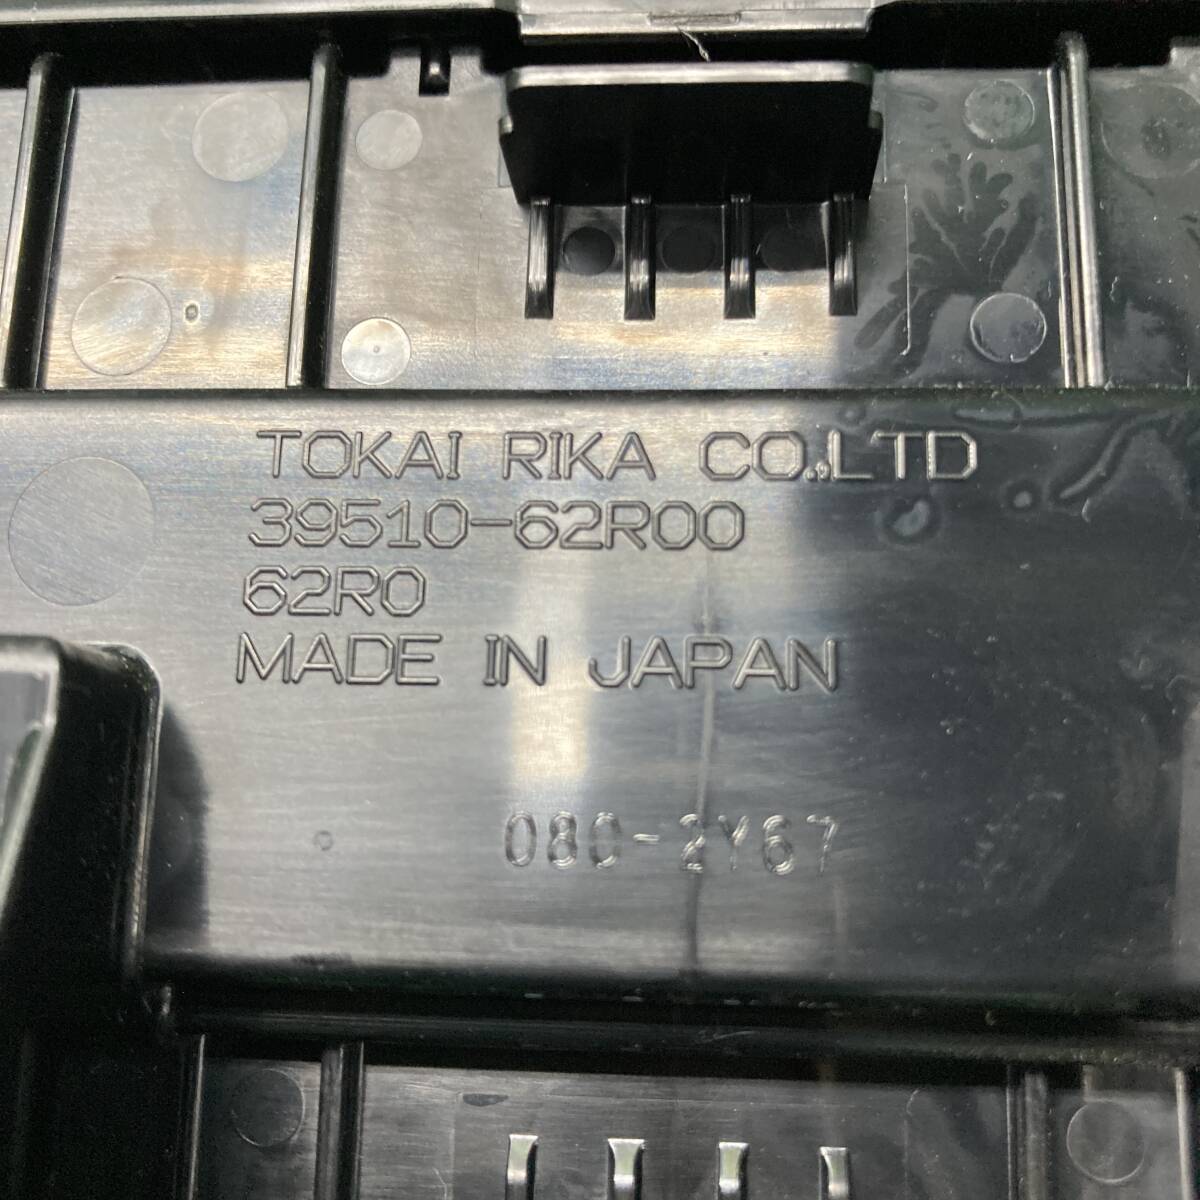 TOKAI RIKA CO.,LTD
39510-62R00
62R0
MADE IN JAPAN
080-2Y67